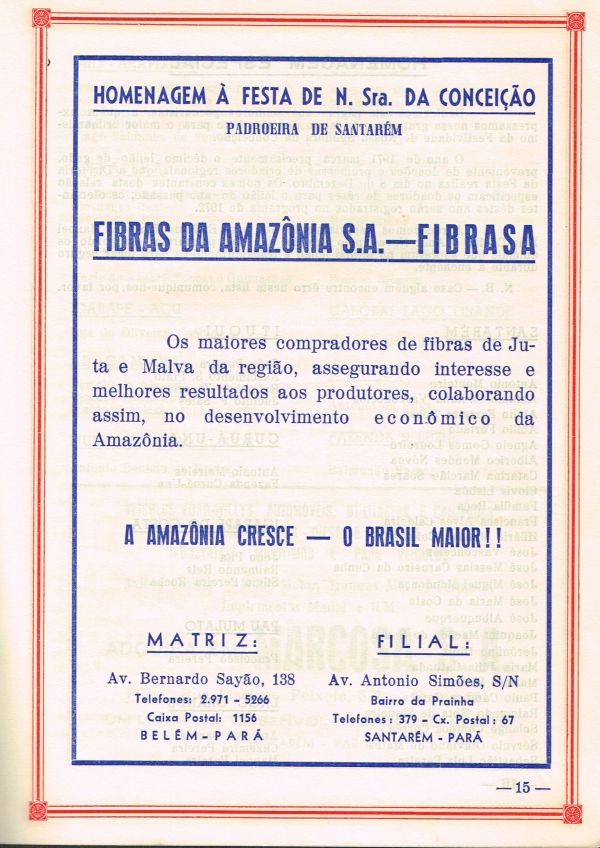 HOMENAGEM À FESTA DE N. Sra. DA CONCEIÇÃO
PADROEIRA DE SANTARÉM
FIBRAS DA AMAZÔNIA S.A.—FIBRASA
Os maiores compradores de fibras de Ju-
ta e Malva da região, assegurando interesse e
melhores resultados aos produtores, colaborando
assim, no desenvolvimento econômico da
Amazônia.
A AMAZÔNIA CRESCE — O BRASIL MAIOR!!
MATRIZ:
Av. Bernardo Sayão, 138
Telefones: 2.971 - 5266
Caixa Postal: 1156
BELÉM - PARÁ
FILIAL:
Av. Antonio Simões, S/N
Bairro da Prainha
Telefones: 379 - Cx. Postal: 67
SANTARÉM - PARÁ
— 15 —